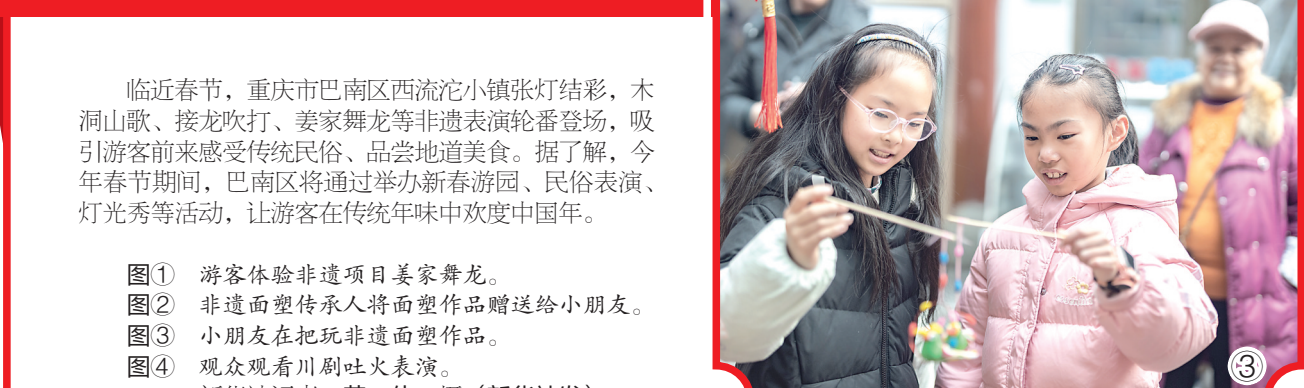 临近春节，重庆市巴南区西流沱小镇张灯结彩，木
洞山歌、接龙吹打、姜家舞龙等非遗表演轮番登场，吸
引游客前来感受传统民俗、品尝地道美食。据了解，今
年春节期间，巴南区将通过举办新春游园、民俗表演、
灯光秀等活动，让游客在传统年味中欢度中国年。
图① 游客体验非遗项目姜家舞龙。
图② 非遗面塑传承人将面塑作品赠送给小朋友。
图③ 小朋友在把玩非遗面塑作品。
图④ 观众观看川剧吐火表演。
③